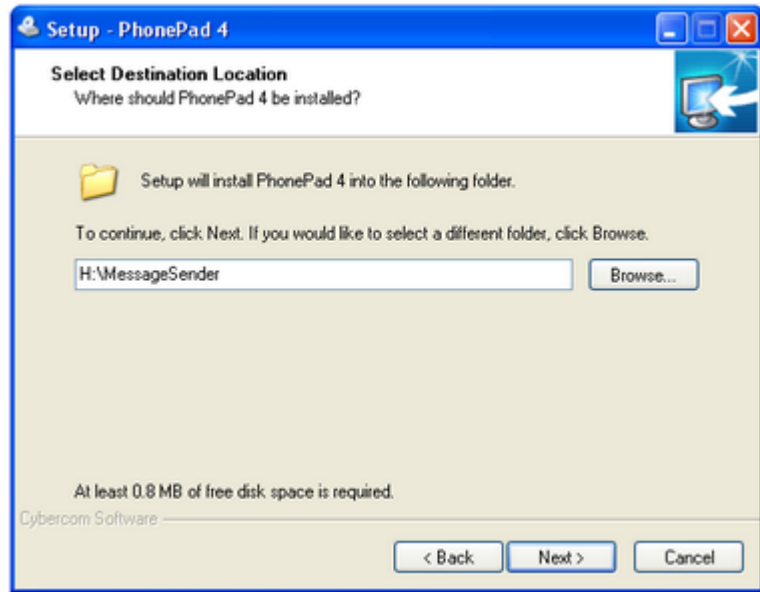 Setup - PhonePad 4
Select Destination Location
Where should PhonePad 4 be installed?
Setup will install PhonePad 4 into the following folder.
To continue, click Next. If you would like to select a different folder, click Browse.
H:\MessageSender
Browse...
At least 0.8 MB of free disk space is required.
Cybercom Software
< Back
Next >
Cancel